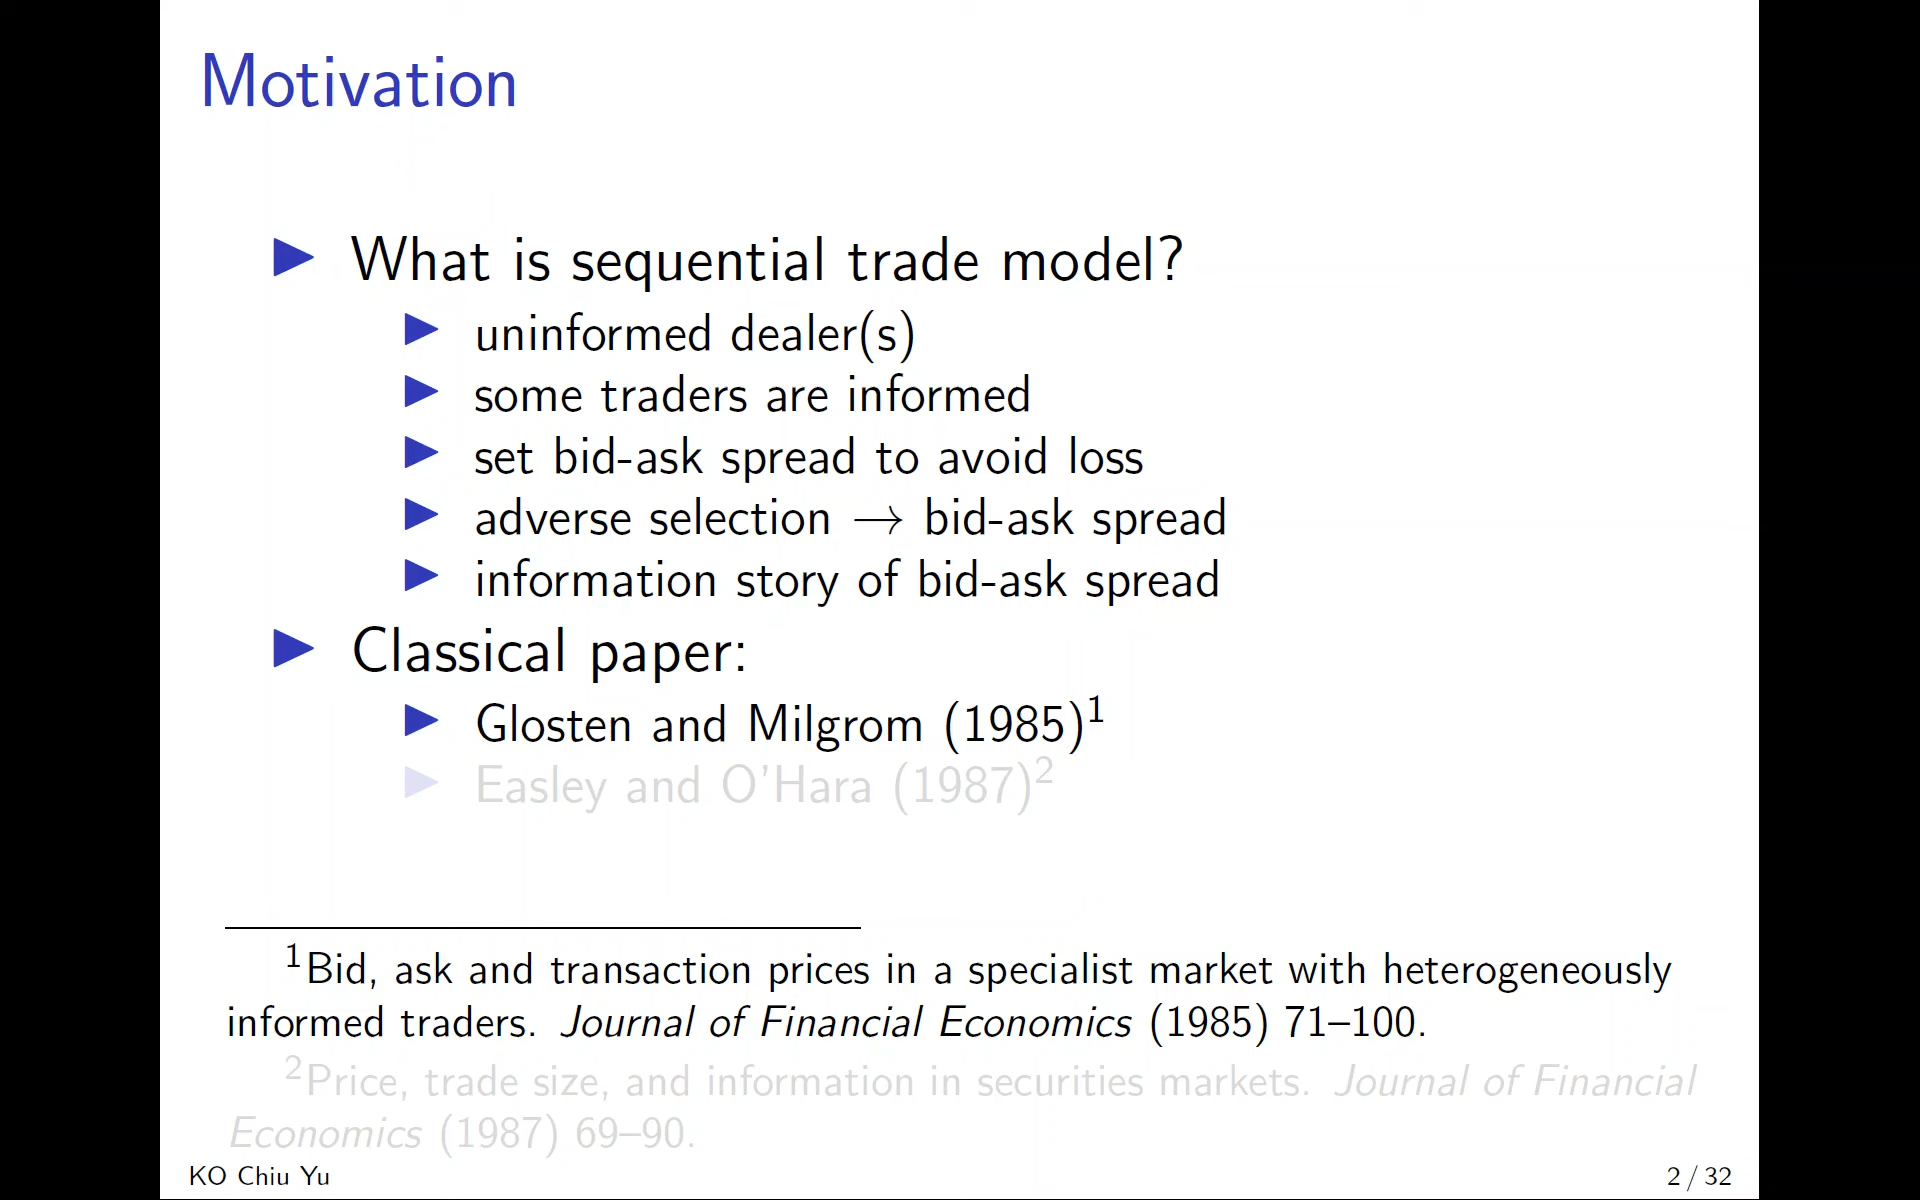 Motivation
What is sequential trade model?
uninformed dealer(s)
some traders are informed
set bid-ask spread to avoid loss
adverse selection → bid-ask spread
information story of bid-ask spread
Classical paper:
Glosten and Milgrom (1985)¹
Easley and O'Hara (1987)²
¹Bid, ask and transaction prices in a specialist market with heterogeneously
informed traders. Journal of Financial Economics (1985) 71–100.
²Price, trade size, and information in securities markets. Journal of Financial
Economics (1987) 69–90.
KO Chiu Yu
2 / 32